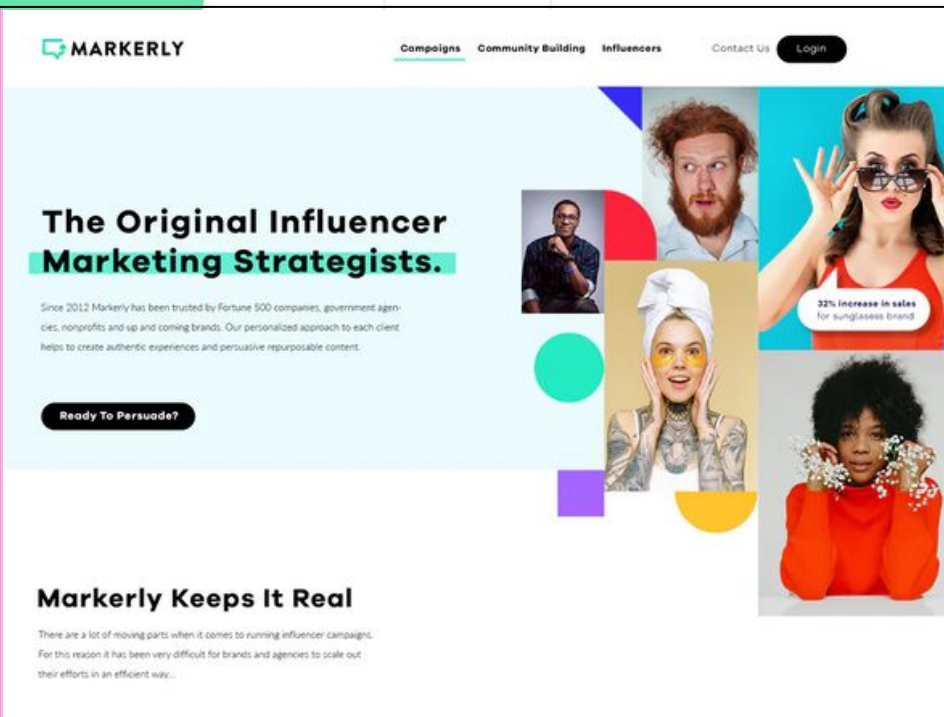 MARKERLY
Campaigns Community Building Influencers Contact Us Login
The Original Influencer
Marketing Strategists.
Since 2012 Markerly has been trusted by Fortune 500 companies, government agen-
cies, nonprofits and up and coming brands. Our personalized approach to each client
helps to create authentic experiences and persuasive repurposable content.
Ready To Persuade?
32% increase in sales
for sunglasess brand
Markerly Keeps It Real
There are a lot of moving parts when it comes to running influencer campaigns.
For this reason it has been very difficult for brands and agencies to scale out
their efforts in an efficient way...